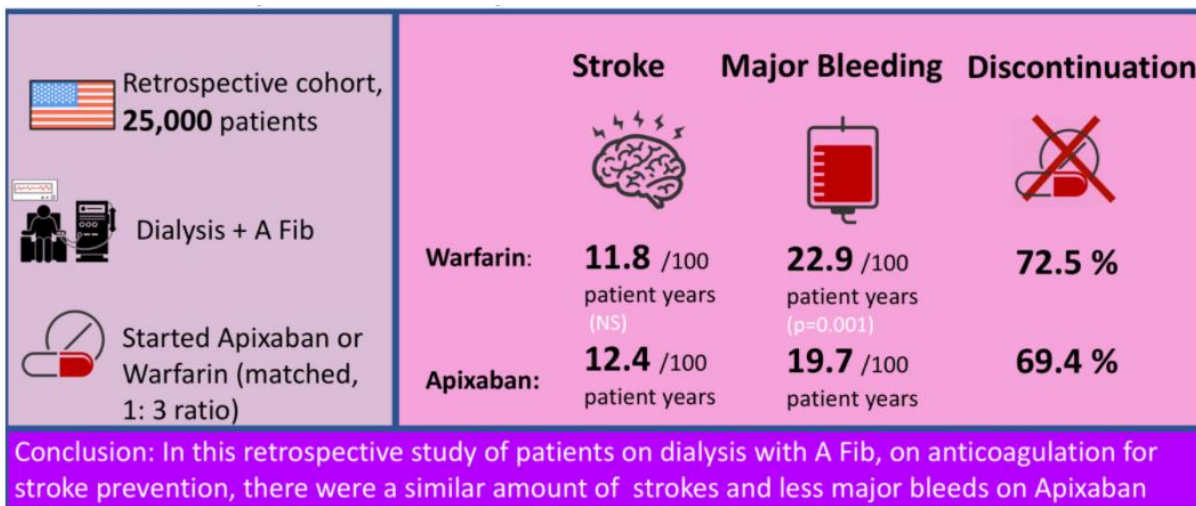 Retrospective cohort,
25,000 patients
Dialysis + A Fib
Started Apixaban or
Warfarin (matched,
1: 3 ratio)
Stroke Major Bleeding Discontinuation
Warfarin: 11.8 /100 22.9 /100 72.5 %
patient years patient years
(NS) (p=0.001)
Apixaban: 12.4 /100 19.7 /100 69.4 %
patient years patient years
Conclusion: In this retrospective study of patients on dialysis with A Fib, on anticoagulation for
stroke prevention, there were a similar amount of strokes and less major bleeds on Apixaban